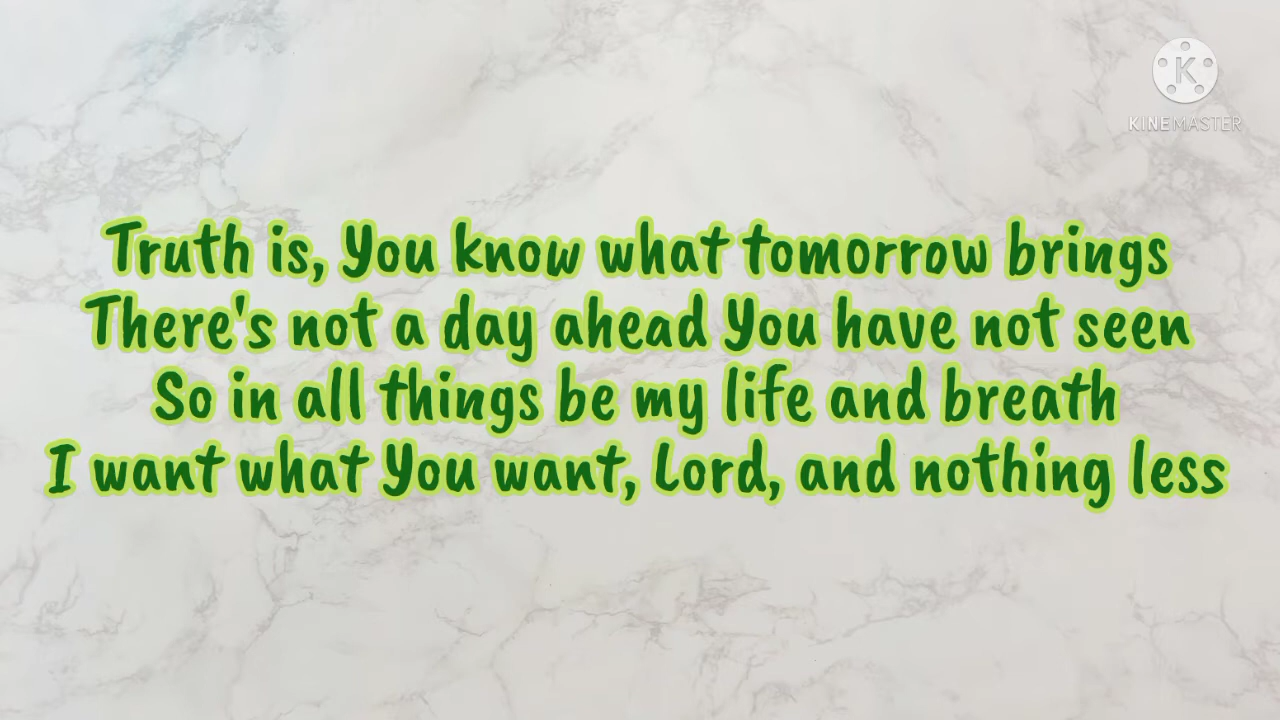 K
KINEMASTER
Truth is, You know what tomorrow brings
There's not a day ahead You have not seen
So in all things be my life and breath
I want what You want, Lord, and nothing less